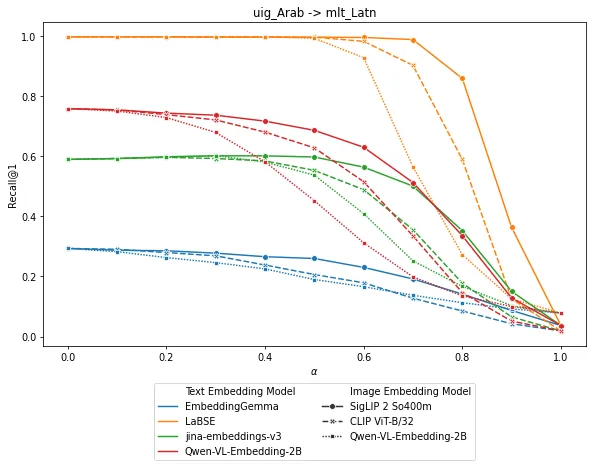 uig_Arab -> mlt_Latn
1.0
0.8
0.6
0.4
0.2
0.0
Recall@1
0.0 0.2 0.4 0.6 0.8 1.0
α
Text Embedding Model
EmbeddingGemma
LaBSE
jina-embeddings-v3
Qwen-VL-Embedding-2B
Image Embedding Model
SigLIP 2 So400m
CLIP ViT-B/32
Qwen-VL-Embedding-2B